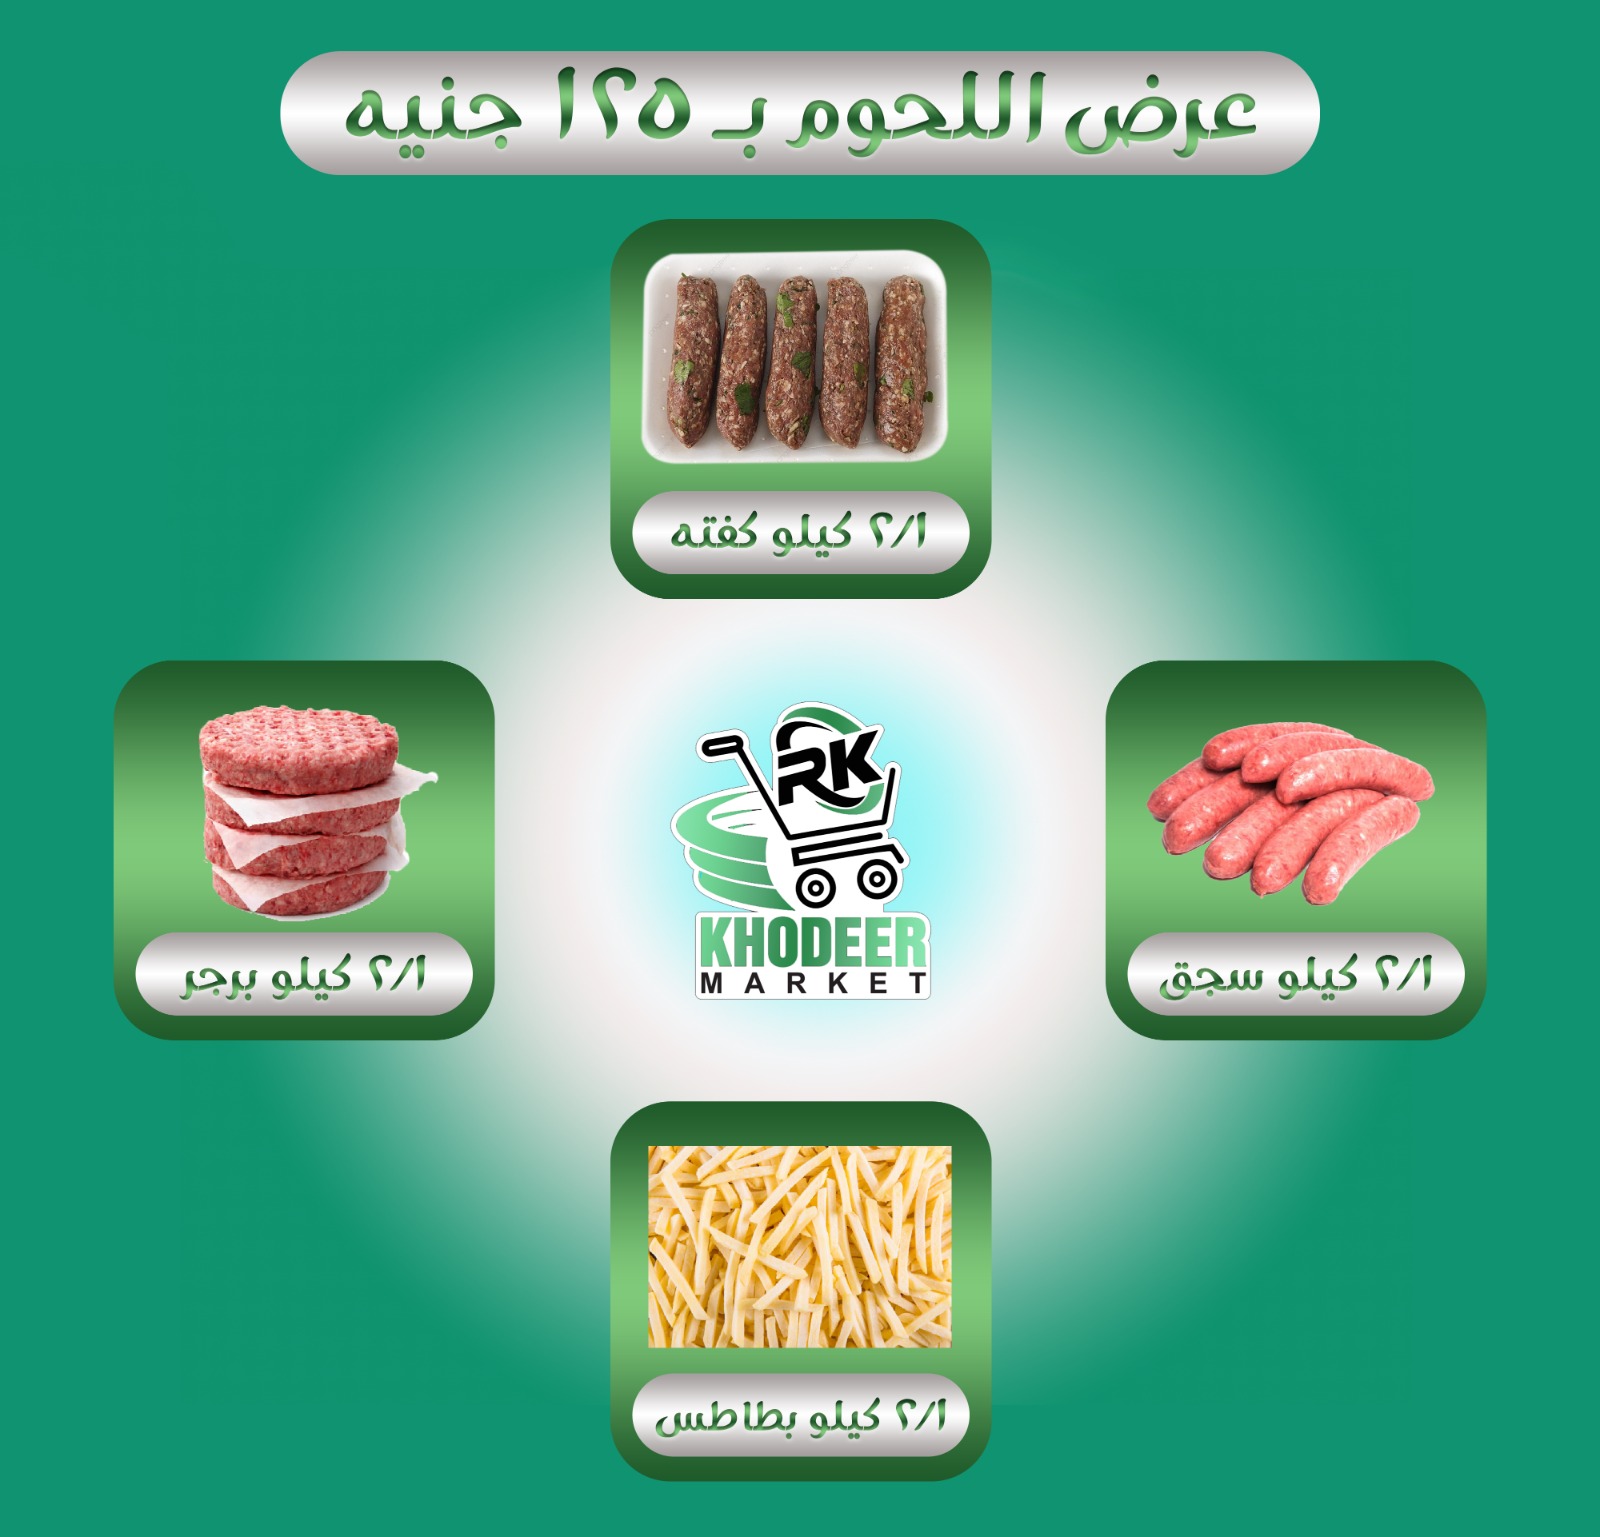 عرض اللحوم بـ ١٢٥ جنيه
٢/١ كيلو كفته
٢/١ كيلو سجق
٢/١ كيلو برجر
RK
KHODEER
MARKET
٢/١ كيلو بطاطس